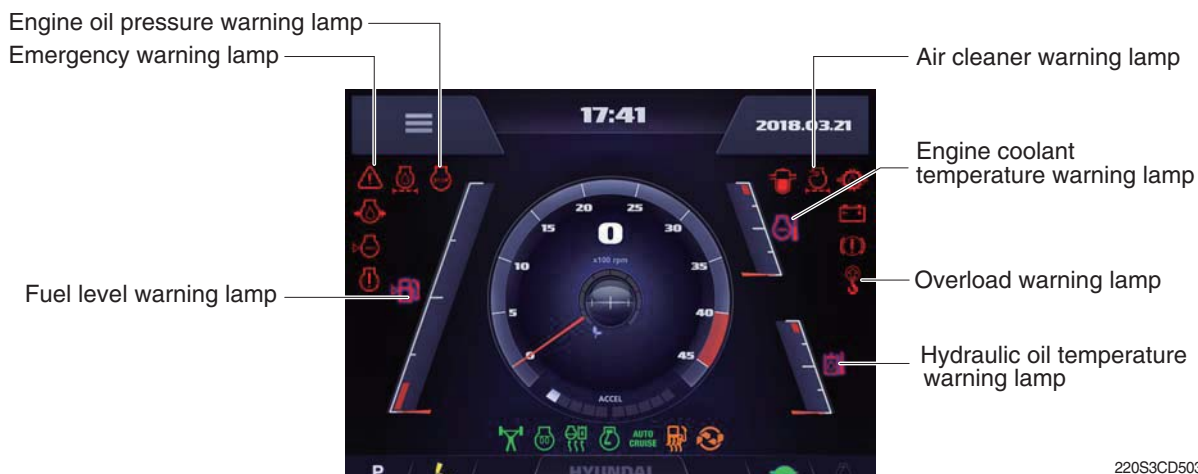 Engine oil pressure warning lamp
Emergency warning lamp
Air cleaner warning lamp
17:41
2018.03.21
Engine coolant
temperature warning lamp
20
25
15
0
30
x100 rpm
10
35
Fuel level warning lamp
Overload warning lamp
5
40
0
45
Hydraulic oil temperature
warning lamp
ACCEL
AUTO
CRUISE
P
HYUNDAI
220S3CD503